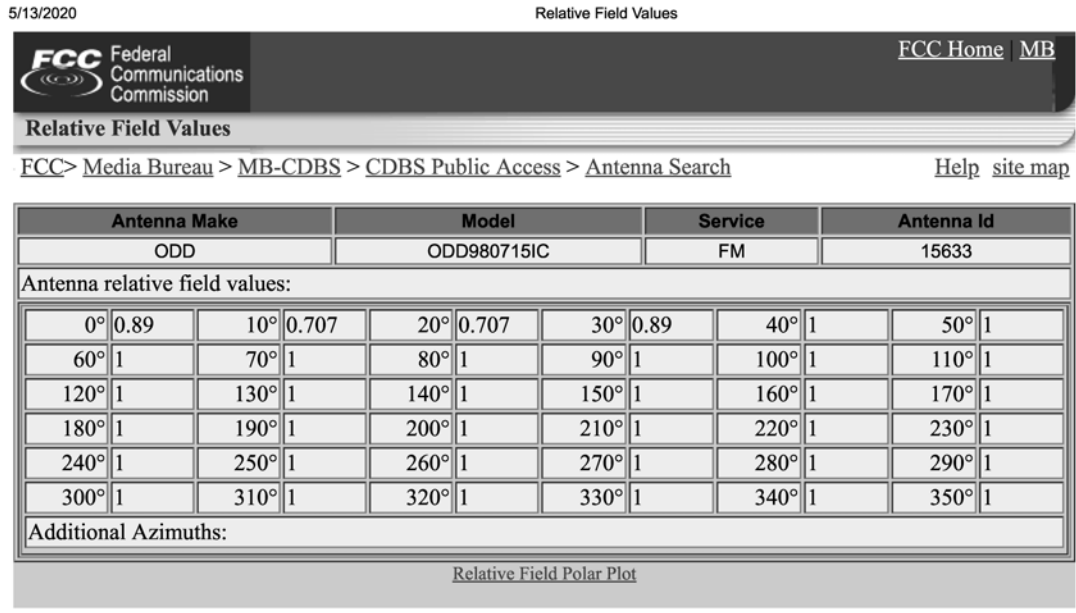 5/13/2020 Relative Field Values
FCC Federal Communications Commission
FCC Home | MB
Relative Field Values
FCC> Media Bureau > MB-CDBS > CDBS Public Access > Antenna Search Help site map
Antenna Make Model Service Antenna Id
ODD ODD980715IC FM 15633
Antenna relative field values:
0° 0.89 10° 0.707 20° 0.707 30° 0.89 40° 1 50° 1
60° 1 70° 1 80° 1 90° 1 100° 1 110° 1
120° 1 130° 1 140° 1 150° 1 160° 1 170° 1
180° 1 190° 1 200° 1 210° 1 220° 1 230° 1
240° 1 250° 1 260° 1 270° 1 280° 1 290° 1
300° 1 310° 1 320° 1 330° 1 340° 1 350° 1
Additional Azimuths:
Relative Field Polar Plot